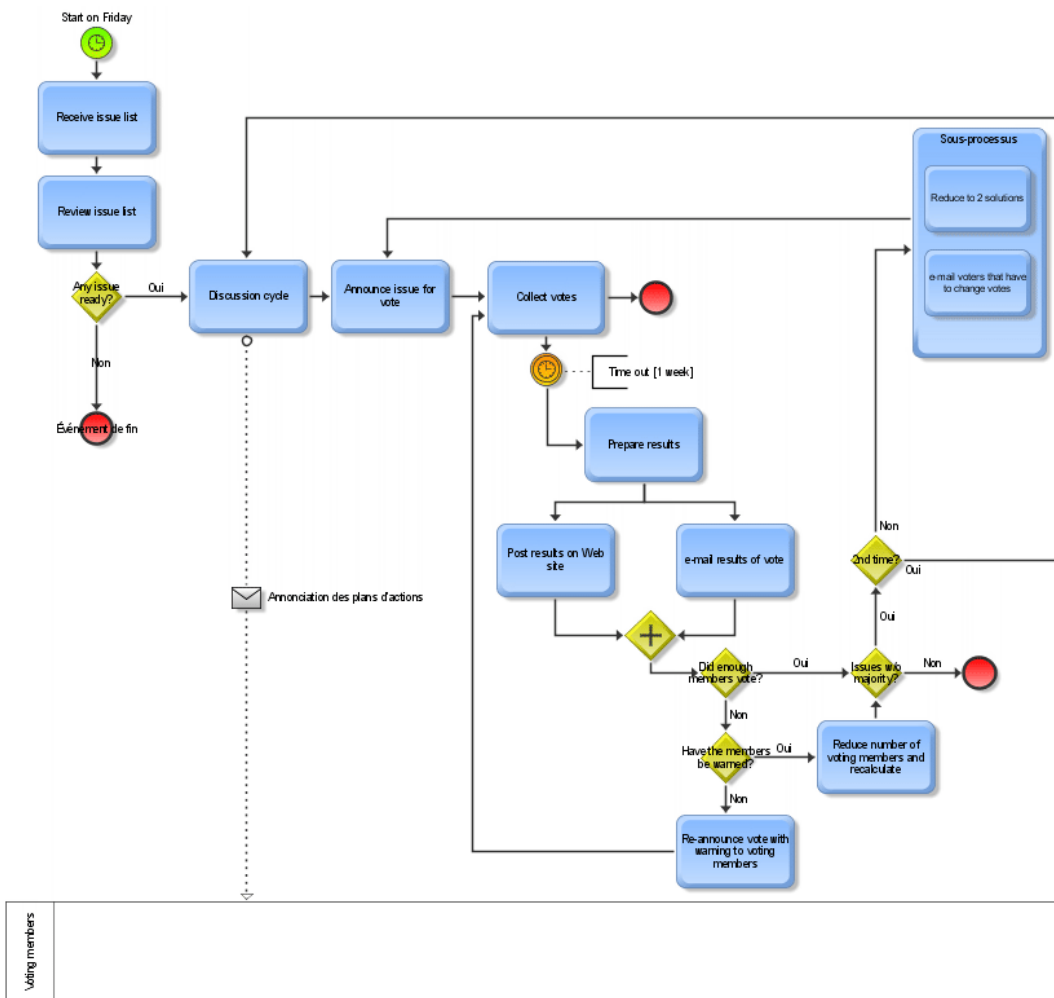 Start on Friday
Receive issue list
Review issue list
Any issue
ready?
Oui
Non
Événement de fin
Discussion cycle
Announce issue for
vote
Collect votes
Time out [1 week]
Prepare results
Post results on Web
site
e-mail results of vote
Annonciation des plans d'actions
Did enough
members vote?
Oui
Non
Have the members
be warned?
Oui
Non
Re-announce vote with
warning to voting
members
Reduce number of
voting members and
recalculate
Issues w/o
majority?
Non
Oui
2nd time?
Oui
Non
Sous-processus
Reduce to 2 solutions
e-mail voters that have
to change votes
Voting members